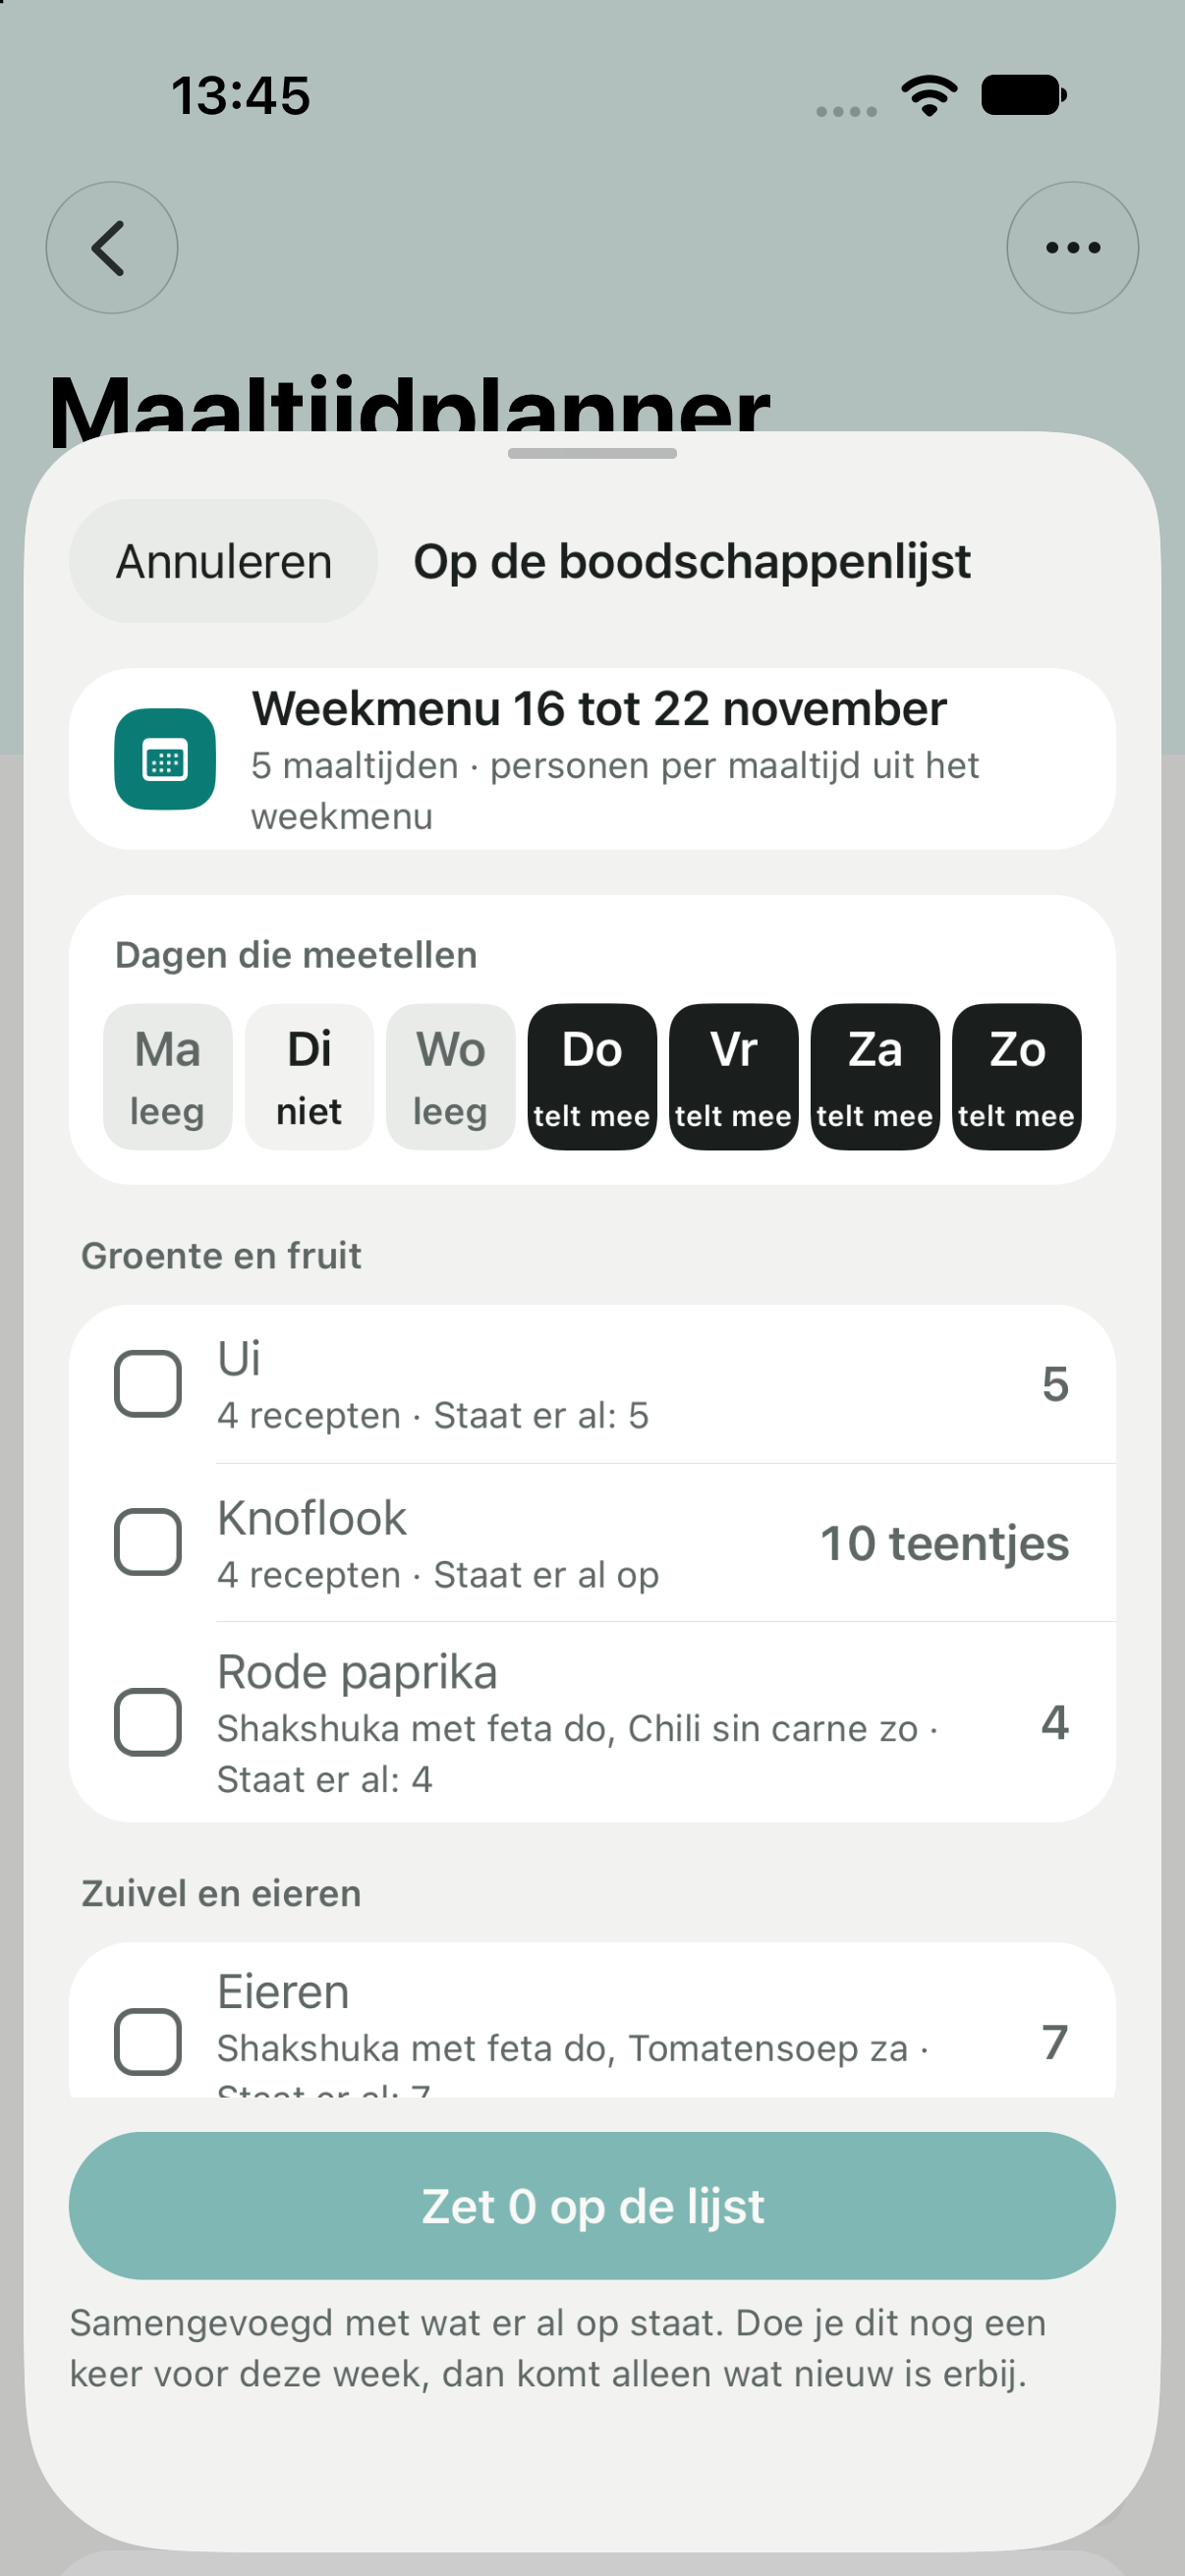 13:45
Maaltijdplanner
Annuleren
Op de boodschappenlijst
Weekmenu 16 tot 22 november
5 maaltijden · personen per maaltijd uit het
weekmenu
Dagen die meetellen
Ma Di Wo Do Vr Za Zo
leeg niet leeg telt mee telt mee telt mee telt mee
Groente en fruit
Ui
4 recepten · Staat er al: 5
5
Knoflook
4 recepten · Staat er al op
10 teentjes
Rode paprika
Shakshuka met feta do, Chili sin carne zo ·
Staat er al: 4
4
Zuivel en eieren
Eieren
Shakshuka met feta do, Tomatensoep za ·
Staat er al: 7
7
Zet 0 op de lijst
Samengevoegd met wat er al op staat. Doe je dit nog een
keer voor deze week, dan komt alleen wat nieuw is erbij.